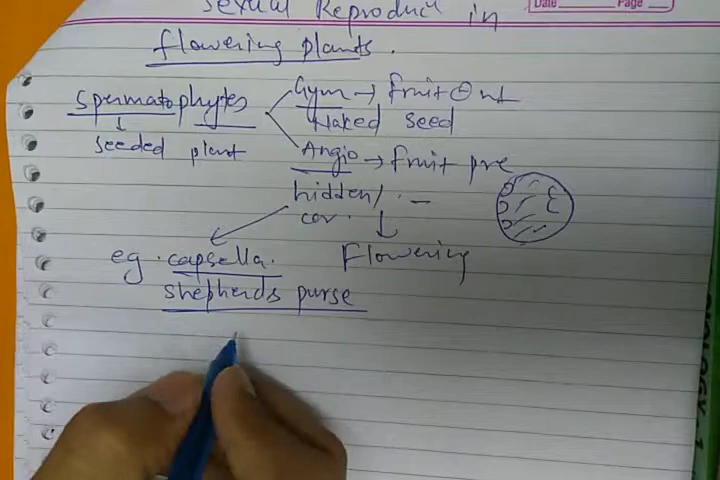 Sexual Reproduct in
Date Page
flowering plants.
Spermatophytes
Gym → fruit ⊖ nt
Naked seed
seeded plant
Angio → fruit pre
hidden/. –
cov.
eg. capsella.
Flowering
shepherds purse